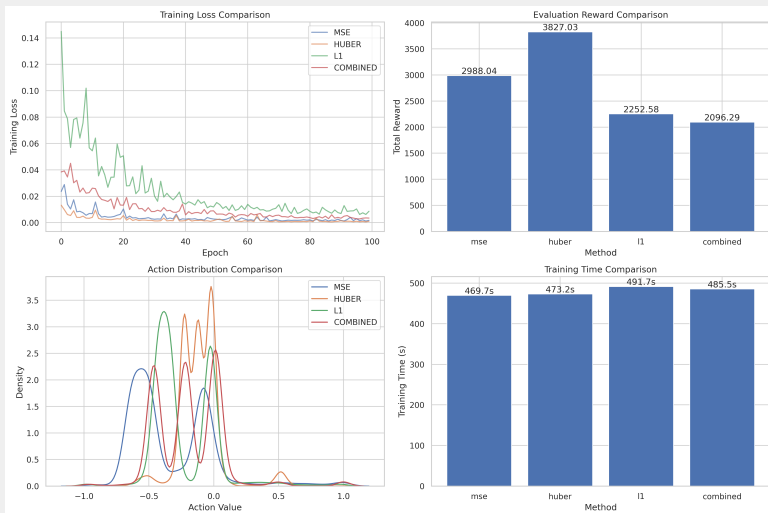 Training Loss Comparison
Training Loss
0.14
0.12
0.10
0.08
0.06
0.04
0.02
0.00
0 20 40 60 80 100
Epoch
MSE
HUBER
L1
COMBINED
Evaluation Reward Comparison
Total Reward
4000
3500
3000
2500
2000
1500
1000
500
0
2988.04
3827.03
2252.58
2096.29
mse huber l1 combined
Method
Action Distribution Comparison
Density
3.5
3.0
2.5
2.0
1.5
1.0
0.5
0.0
−1.0 −0.5 0.0 0.5 1.0
Action Value
MSE
HUBER
L1
COMBINED
Training Time Comparison
Training Time (s)
500
400
300
200
100
0
469.7s
473.2s
491.7s
485.5s
mse huber l1 combined
Method